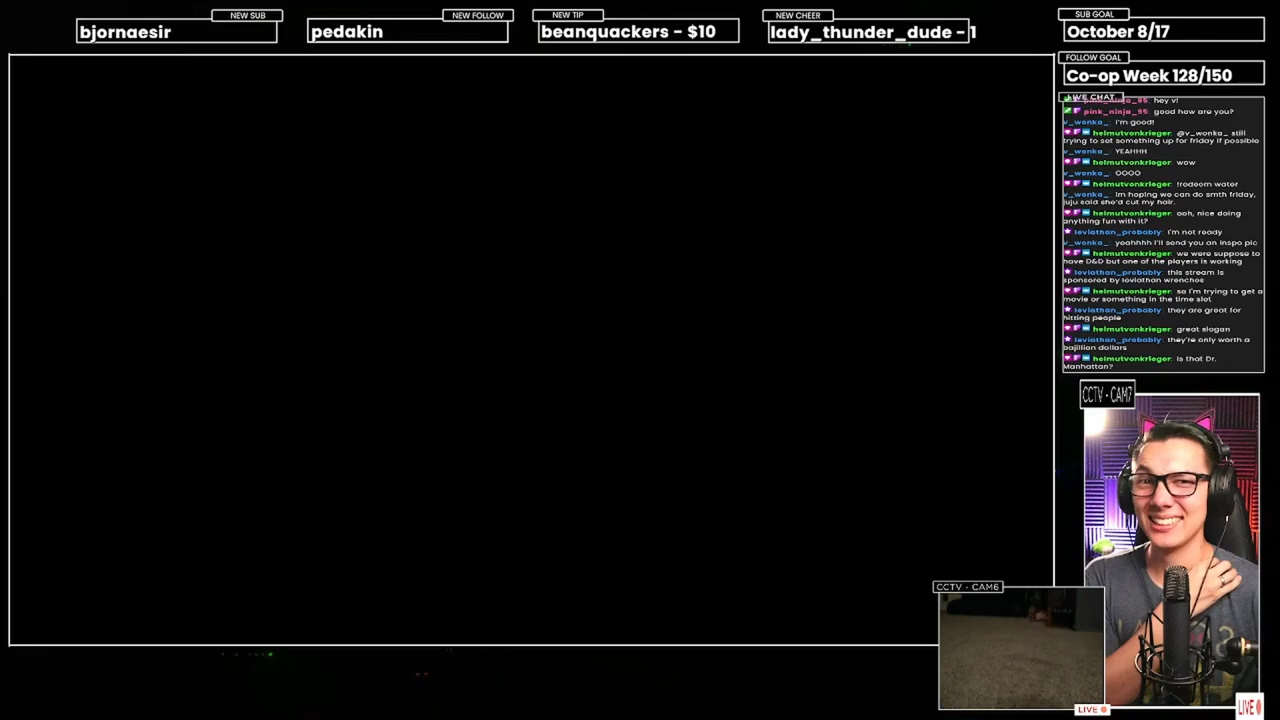 NEW SUB
bjornaesir
NEW FOLLOW
pedakin
NEW TIP
beanquackers - $10
NEW CHEER
lady_thunder_dude - 1
SUB GOAL
October 8/17
FOLLOW GOAL
Co-op Week 128/150
LIVE CHAT
pink_ninja_95: hey v!
pink_ninja_95: good how are you?
v_wonka_: i'm good!
helmutvonkrieger: @v_wonka_ still
trying to set something up for friday if possible
v_wonka_: YEAHHH
helmutvonkrieger: wow
v_wonka_: OOOO
helmutvonkrieger: !redeem water
v_wonka_: im hoping we can do smth friday,
juju said she'd cut my hair.
helmutvonkrieger: ooh, nice doing
anything fun with it?
leviathan_probably: I'm not ready
v_wonka_: yeahhhh i'll send you an inspo pic
helmutvonkrieger: we were suppose to
have D&D but one of the players is working
leviathan_probably: this stream is
sponsored by leviathan wrenches
helmutvonkrieger: so I'm trying to get a
movie or something in the time slot
leviathan_probably: they are great for
hitting people
helmutvonkrieger: great slogan
leviathan_probably: they're only worth a
bajillion dollars
helmutvonkrieger: is that Dr.
Manhattan?
CCTV - CAM7
CCTV - CAM6
LIVE
LIVE